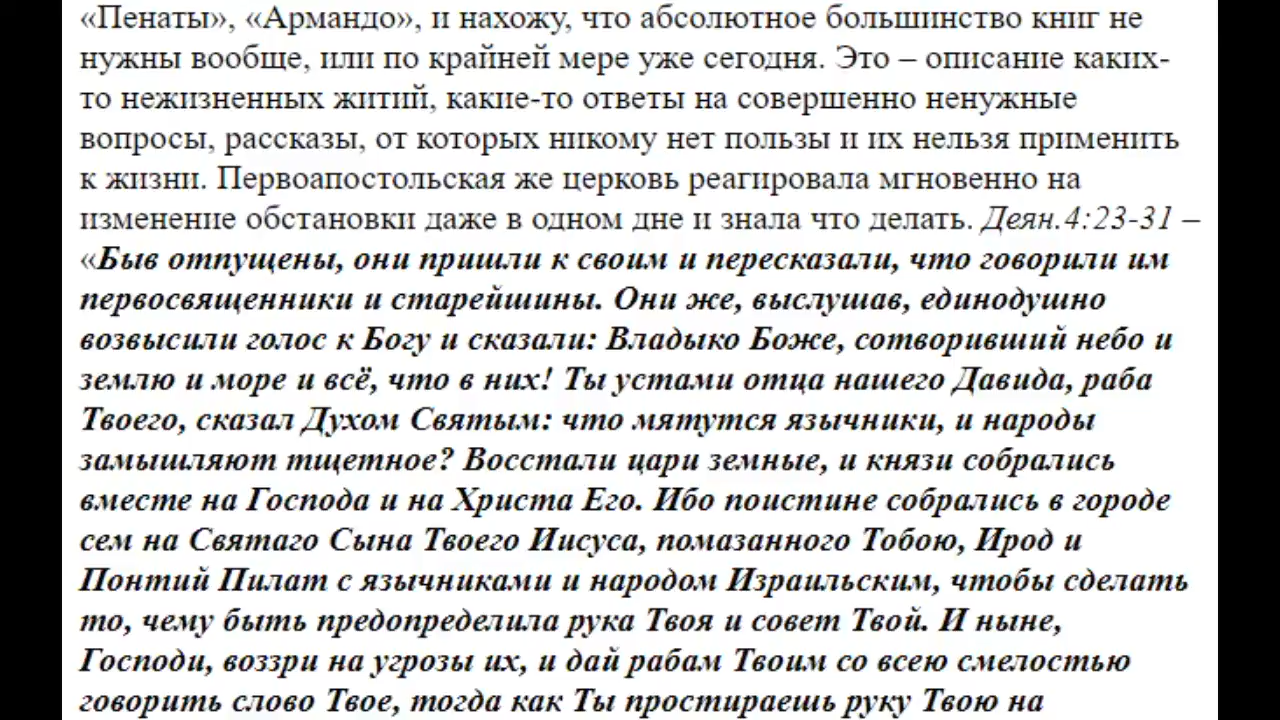 «Пенаты», «Армандо», и нахожу, что абсолютное большинство книг не
нужны вообще, или по крайней мере уже сегодня. Это – описание каких-
то нежизненных житий, какие-то ответы на совершенно ненужные
вопросы, рассказы, от которых никому нет пользы и их нельзя применить
к жизни. Первоапостольская же церковь реагировала мгновенно на
изменение обстановки даже в одном дне и знала что делать. Деян.4:23-31 –
«Быв отпущены, они пришли к своим и пересказали, что говорили им
первосвященники и старейшины. Они же, выслушав, единодушно
возвысили голос к Богу и сказали: Владыко Боже, сотворивший небо и
землю и море и всё, что в них! Ты устами отца нашего Давида, раба
Твоего, сказал Духом Святым: что мятутся язычники, и народы
замышляют тщетное? Восстали цари земные, и князи собрались
вместе на Господа и на Христа Его. Ибо поистине собрались в городе
сем на Святаго Сына Твоего Иисуса, помазанного Тобою, Ирод и
Понтий Пилат с язычниками и народом Израильским, чтобы сделать
то, чему быть предопределила рука Твоя и совет Твой. И ныне,
Господи, воззри на угрозы их, и дай рабам Твоим со всею смелостью
говорить слово Твое, тогда как Ты простираешь руку Твою на